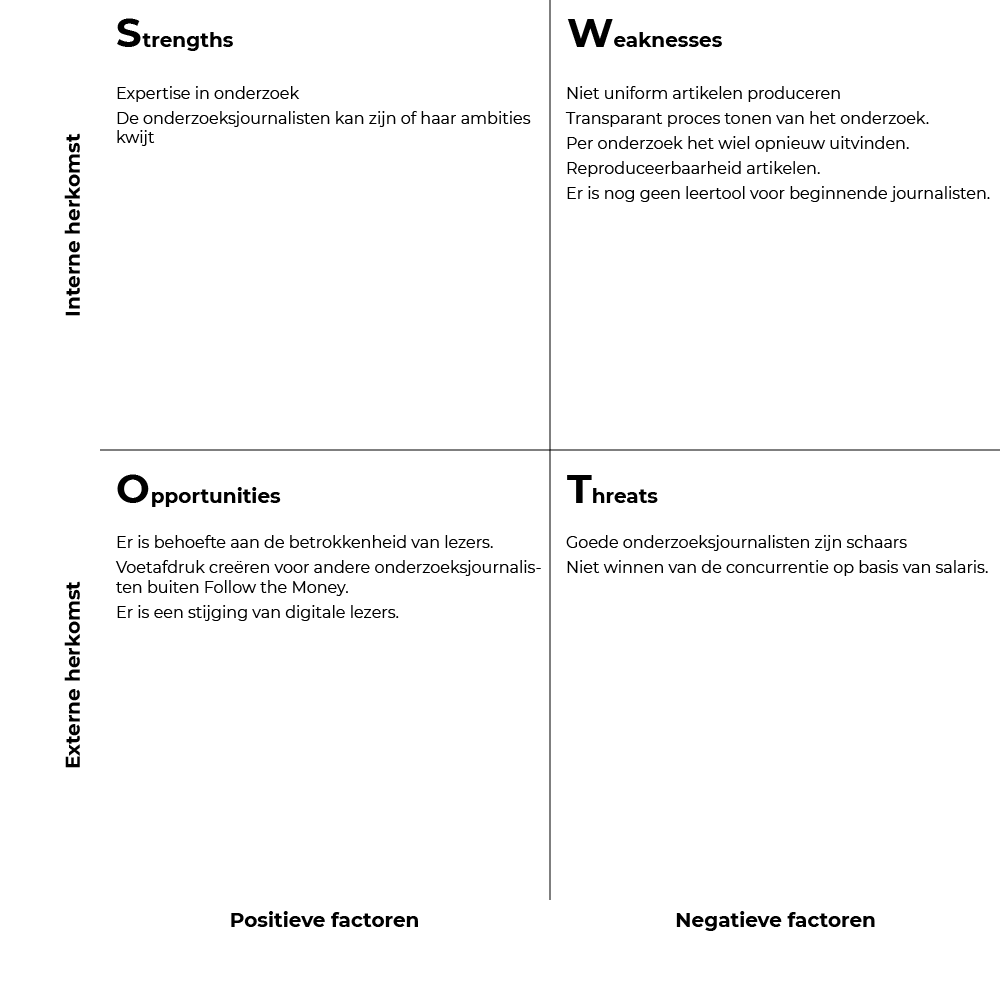 Strengths
Expertise in onderzoek
De onderzoeksjournalisten kan zijn of haar ambities
kwijt
Weaknesses
Niet uniform artikelen produceren
Transparant proces tonen van het onderzoek.
Per onderzoek het wiel opnieuw uitvinden.
Reproduceerbaarheid artikelen.
Er is nog geen leertool voor beginnende journalisten.
Interne herkomst
Opportunities
Er is behoefte aan de betrokkenheid van lezers.
Voetafdruk creëren voor andere onderzoeksjournalis-
ten buiten Follow the Money.
Er is een stijging van digitale lezers.
Threats
Goede onderzoeksjournalisten zijn schaars
Niet winnen van de concurrentie op basis van salaris.
Externe herkomst
Positieve factoren
Negatieve factoren